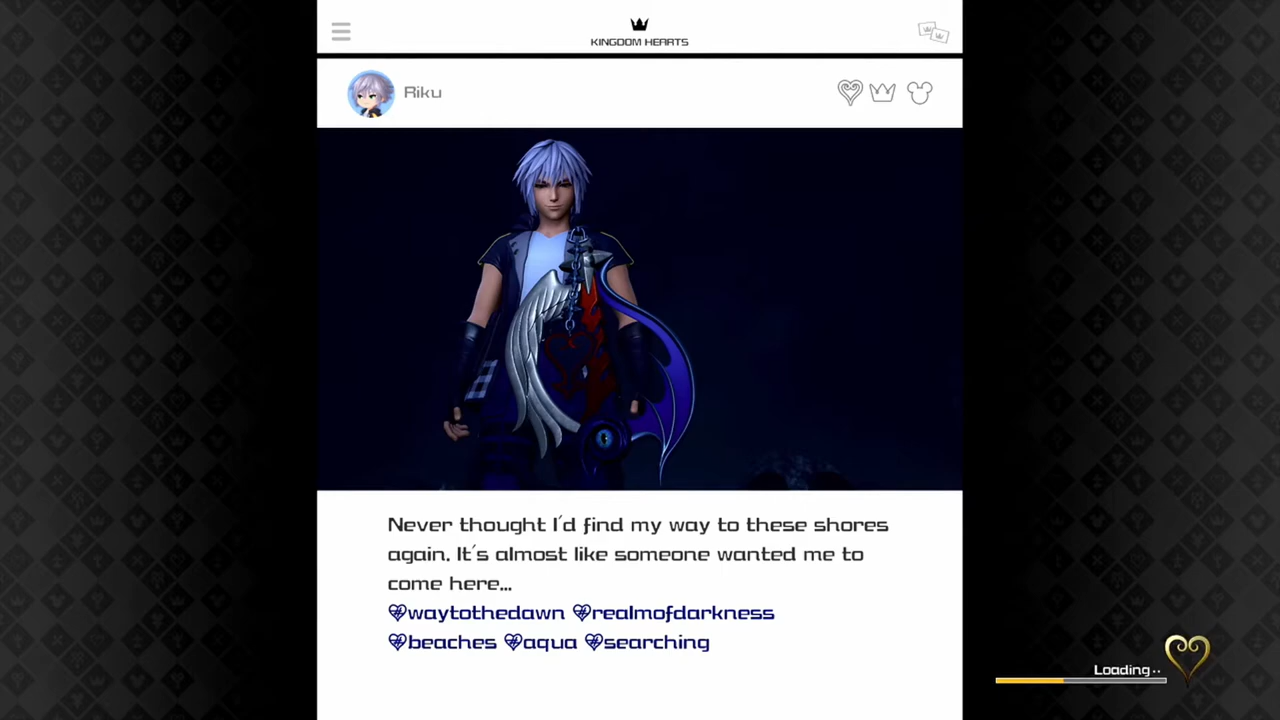 KINGDOM HEARTS
Riku
Never thought I'd find my way to these shores
again. It's almost like someone wanted me to
come here...
#waytothedawn #realmofdarkness
#beaches #aqua #searching
Loading..